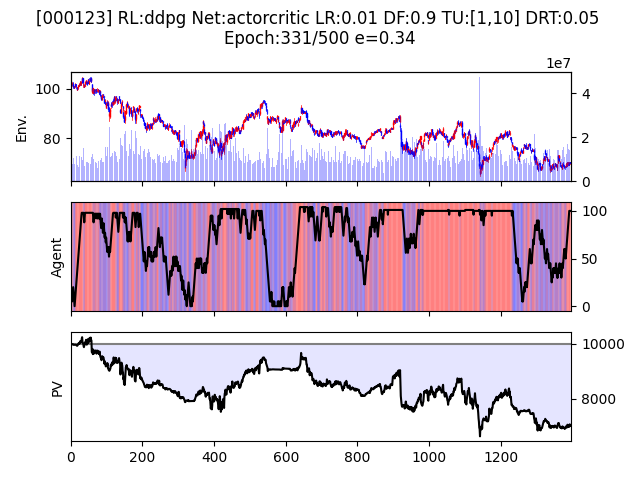 [000123] RL:ddpg Net:actorcritic LR:0.01 DF:0.9 TU:[1,10] DRT:0.05
Epoch:331/500 e=0.34
1e7
100
80
Env.
4
2
0
Agent
100
50
0
PV
10000
8000
0 200 400 600 800 1000 1200